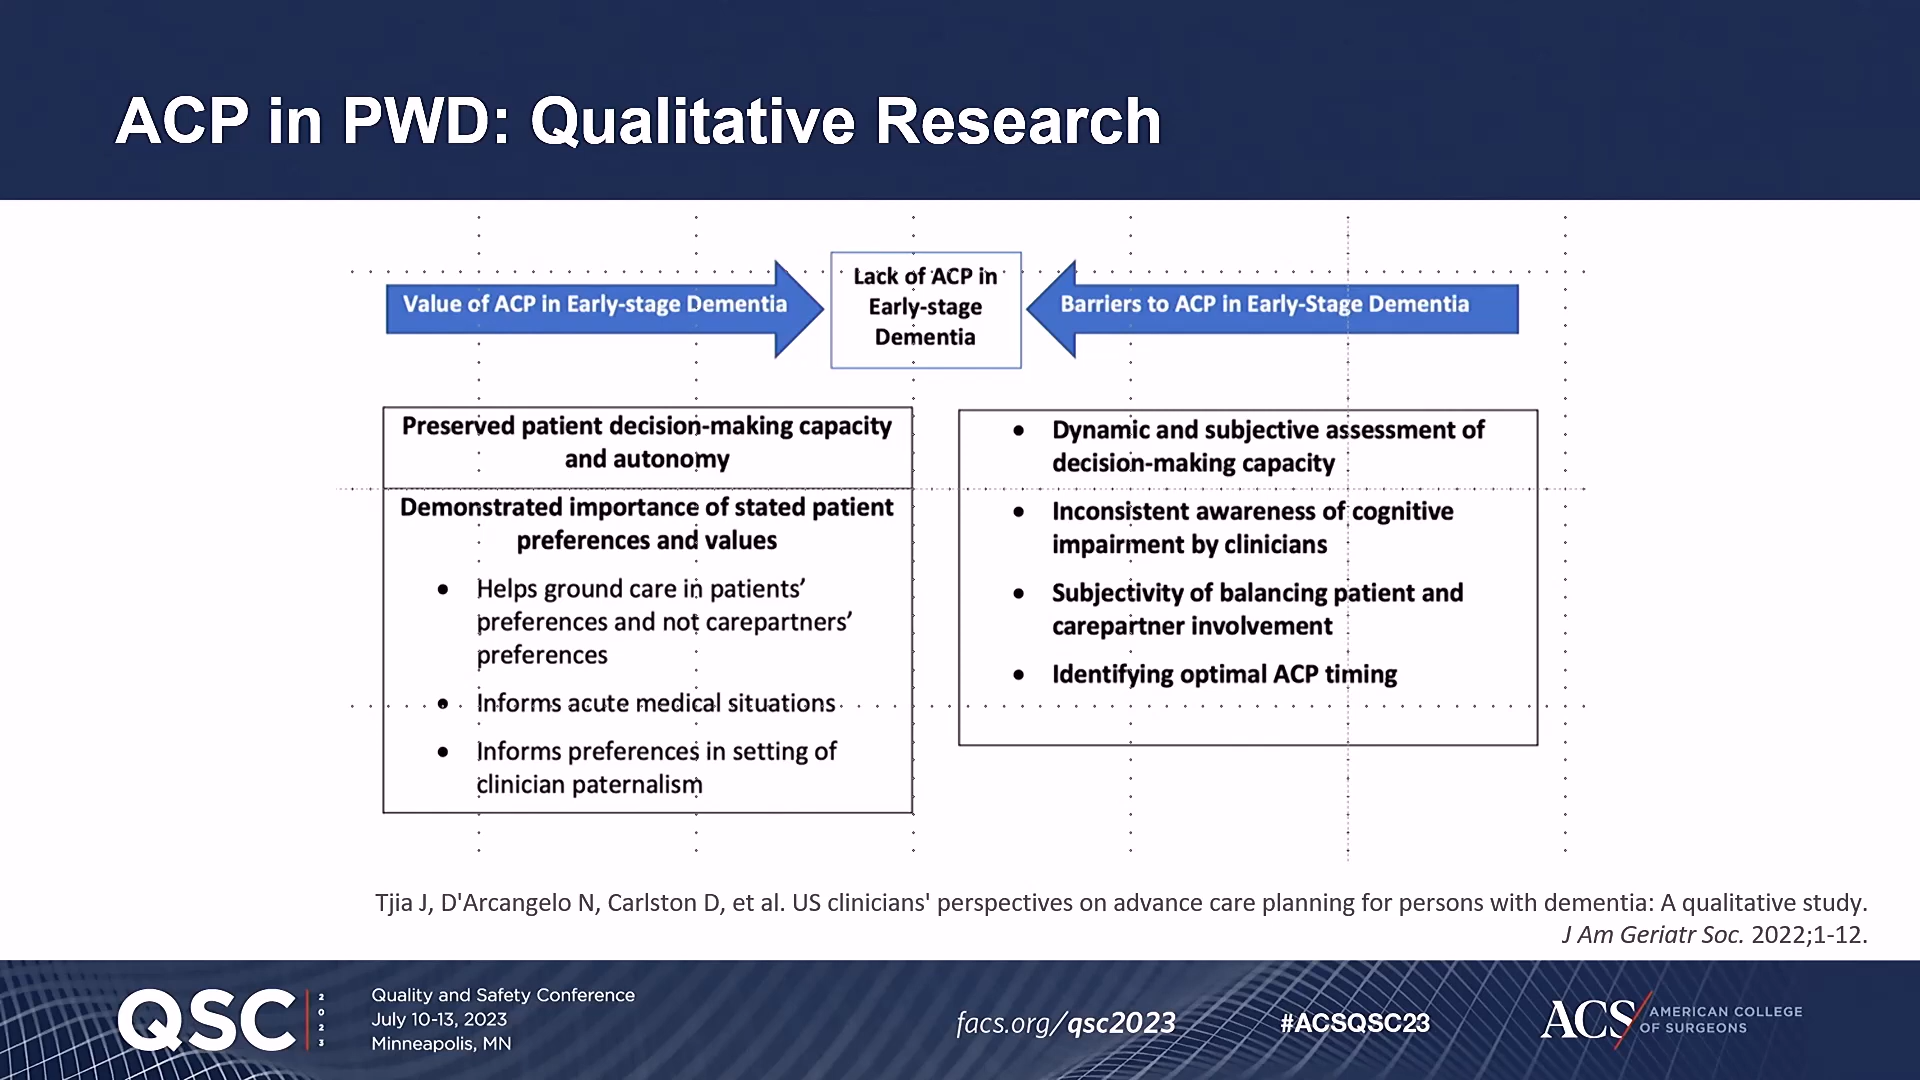 ACP in PWD: Qualitative Research
Value of ACP in Early-stage Dementia
Lack of ACP in
Early-stage
Dementia
Barriers to ACP in Early-Stage Dementia
Preserved patient decision-making capacity
and autonomy
Demonstrated importance of stated patient
preferences and values
• Helps ground care in patients’
preferences and not carepartners’
preferences
• Informs acute medical situations
• Informs preferences in setting of
clinician paternalism
• Dynamic and subjective assessment of
decision-making capacity
• Inconsistent awareness of cognitive
impairment by clinicians
• Subjectivity of balancing patient and
carepartner involvement
• Identifying optimal ACP timing
Tjia J, D'Arcangelo N, Carlston D, et al. US clinicians' perspectives on advance care planning for persons with dementia: A qualitative study.
J Am Geriatr Soc. 2022;1-12.
QSC
2023
Quality and Safety Conference
July 10-13, 2023
Minneapolis, MN
facs.org/qsc2023
#ACSQSC23
ACS
AMERICAN COLLEGE
OF SURGEONS